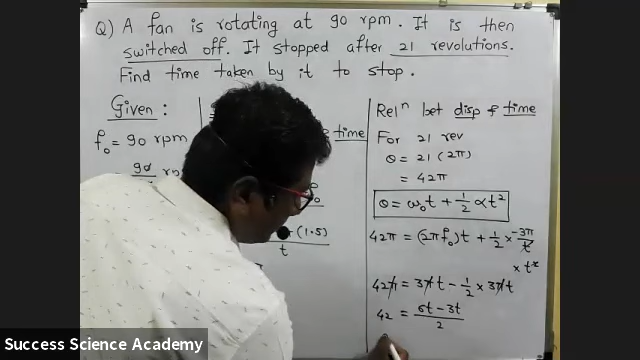 Q) A fan is rotating at 90 rpm. It is then
switched off. It stopped after 21 revolutions.
Find time taken by it to stop.
Given :
f₀ = 90 rpm
time
(1.5)
t
Relⁿ bet disp & time
For 21 rev
θ = 21 (2π)
= 42π
θ = ω₀t + 1/2 αt²
42π = (2πf₀)t + 1/2 × -3π/t
× t²
42π = 3πt - 1/2 × 3πt
42 = 6t - 3t / 2
Success Science Academy